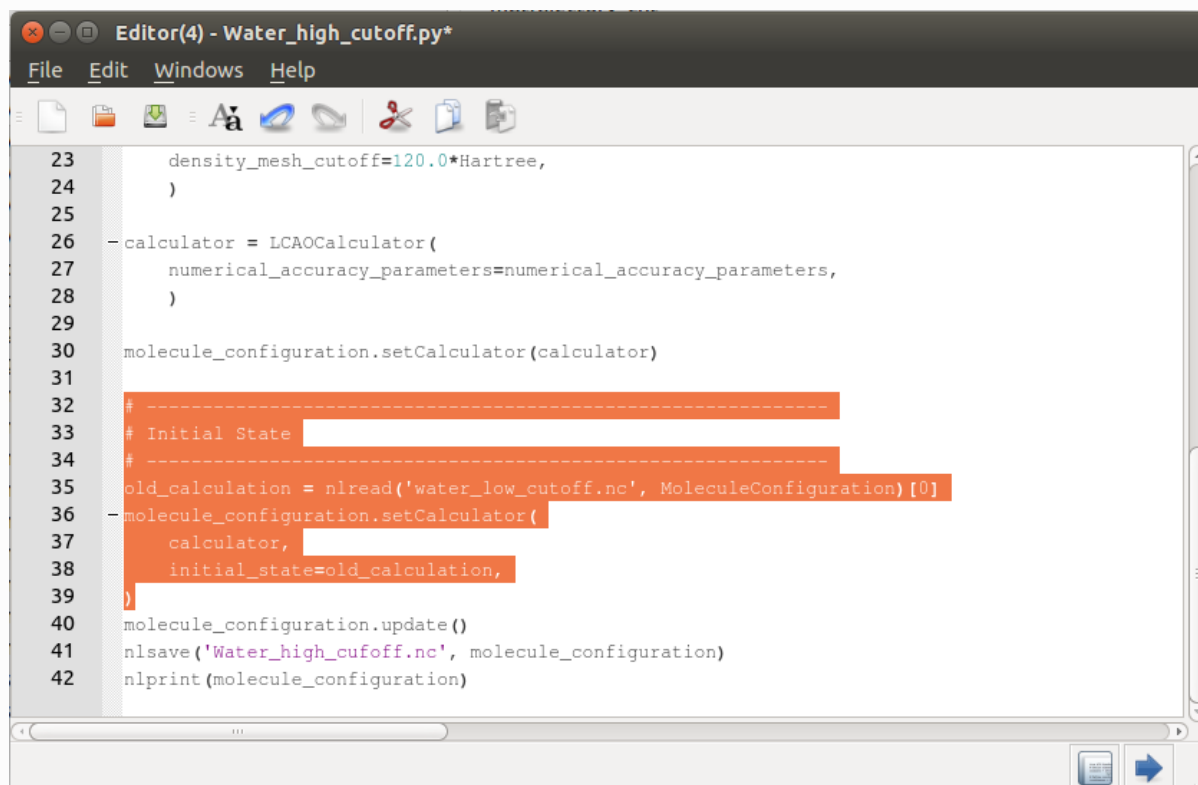 Editor(4) - Water_high_cutoff.py*
File Edit Windows Help
23 density_mesh_cutoff=120.0*Hartree,
24 )
25
26 calculator = LCAOCalculator(
27 numerical_accuracy_parameters=numerical_accuracy_parameters,
28 )
29
30 molecule_configuration.setCalculator(calculator)
31
32 # -------------------------------------------------------------
33 # Initial State
34 # -------------------------------------------------------------
35 old_calculation = nlread('water_low_cutoff.nc', MoleculeConfiguration)[0]
36 molecule_configuration.setCalculator(
37 calculator,
38 initial_state=old_calculation,
39 )
40 molecule_configuration.update()
41 nlsave('Water_high_cufoff.nc', molecule_configuration)
42 nlprint(molecule_configuration)